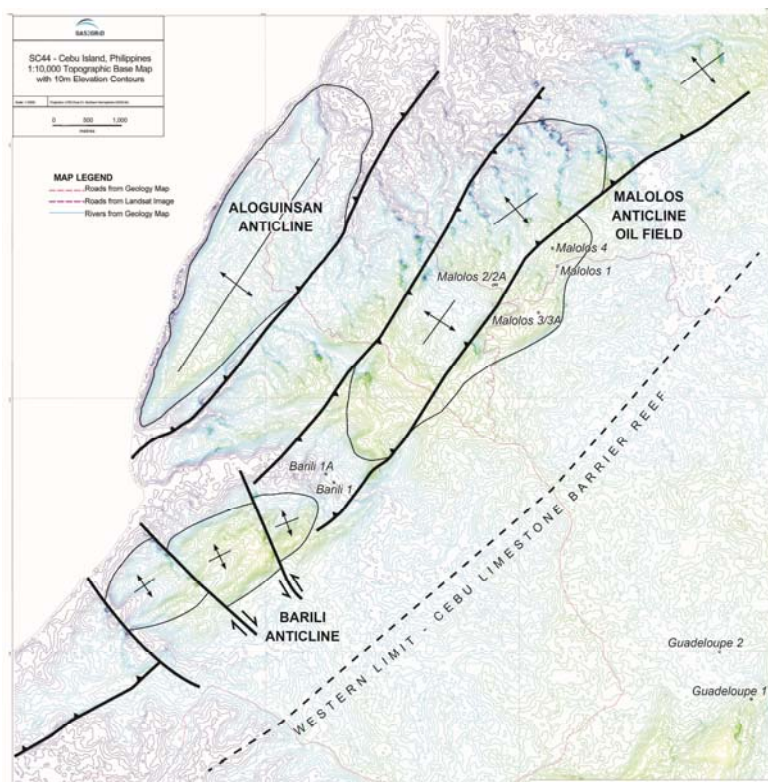 GAS2GRID
SC44 - Cebu Island, Philippines
1:10,000 Topographic Base Map
with 10m Elevation Contours
0 500 1,000
metres
MAP LEGEND
Roads from Geology Map
Roads from Landsat Image
Rivers from Geology Map
ALOGUINSAN
ANTICLINE
MALOLOS
ANTICLINE
OIL FIELD
Malolos 4
Malolos 1
Malolos 2/2A
Malolos 3/3A
Barili 1A
Barili 1
BARILI
ANTICLINE
WESTERN LIMIT - CEBU LIMESTONE BARRIER REEF
Guadeloupe 2
Guadeloupe 1